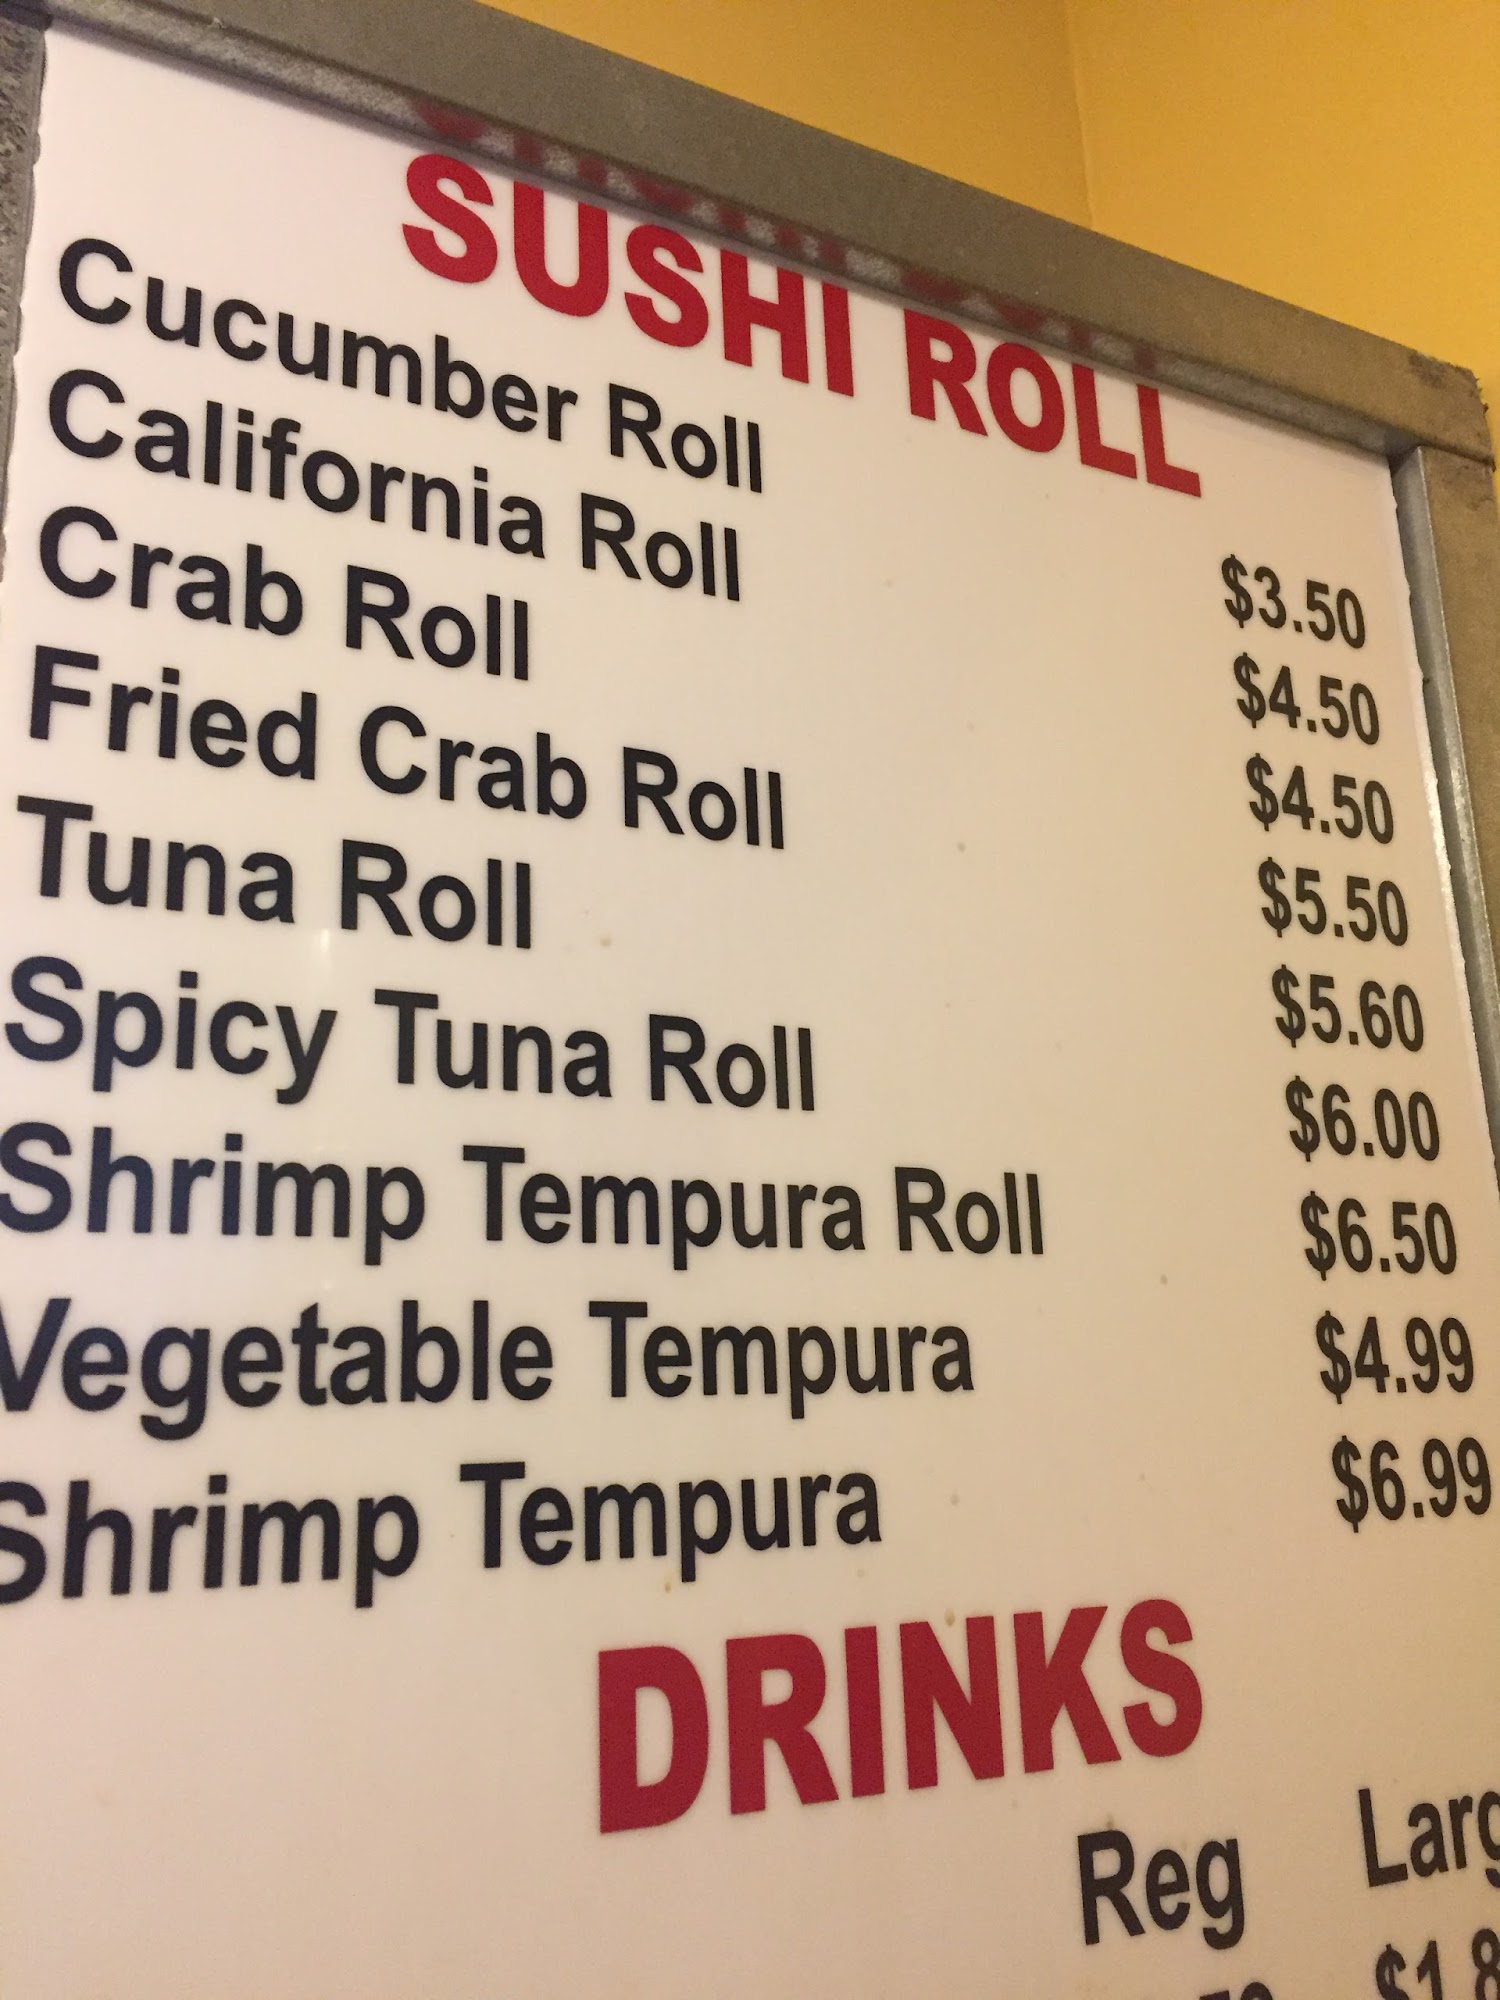 SUSHI ROLL
Cucumber Roll $3.50
California Roll $4.50
Crab Roll $4.50
Fried Crab Roll $5.50
Tuna Roll $5.60
Spicy Tuna Roll $6.00
Shrimp Tempura Roll $6.50
Vegetable Tempura $4.99
Shrimp Tempura $6.99
DRINKS
Reg